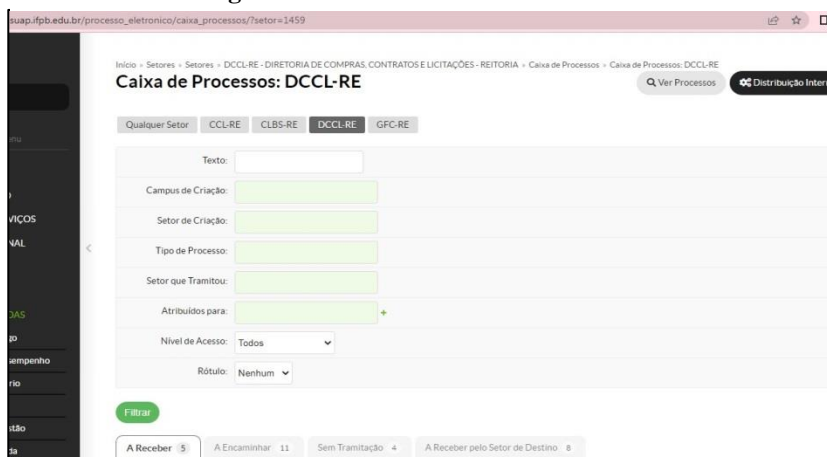 suap.ifpb.edu.br/processo_eletronico/caixa_processos/?setor=1459
Início » Setores » Setores » DCCL-RE - DIRETORIA DE COMPRAS, CONTRATOS E LICITAÇÕES - REITORIA » Caixa de Processos » Caixa de Processos: DCCL-RE
Caixa de Processos: DCCL-RE
Ver Processos
Distribuição Inter
Qualquer Setor CCL-RE CLBS-RE DCCL-RE GFC-RE
Texto:
Campus de Criação:
Setor de Criação:
VIÇOS
Tipo de Processo:
NAL
Setor que Tramitou:
Atribuídos para: +
DAS
Nível de Acesso: Todos
go
sempenho
Rótulo: Nenhum
rio
Filtrar
stão
A Receber 5 A Encaminhar 11 Sem Tramitação 4 A Receber pelo Setor de Destino 8
da